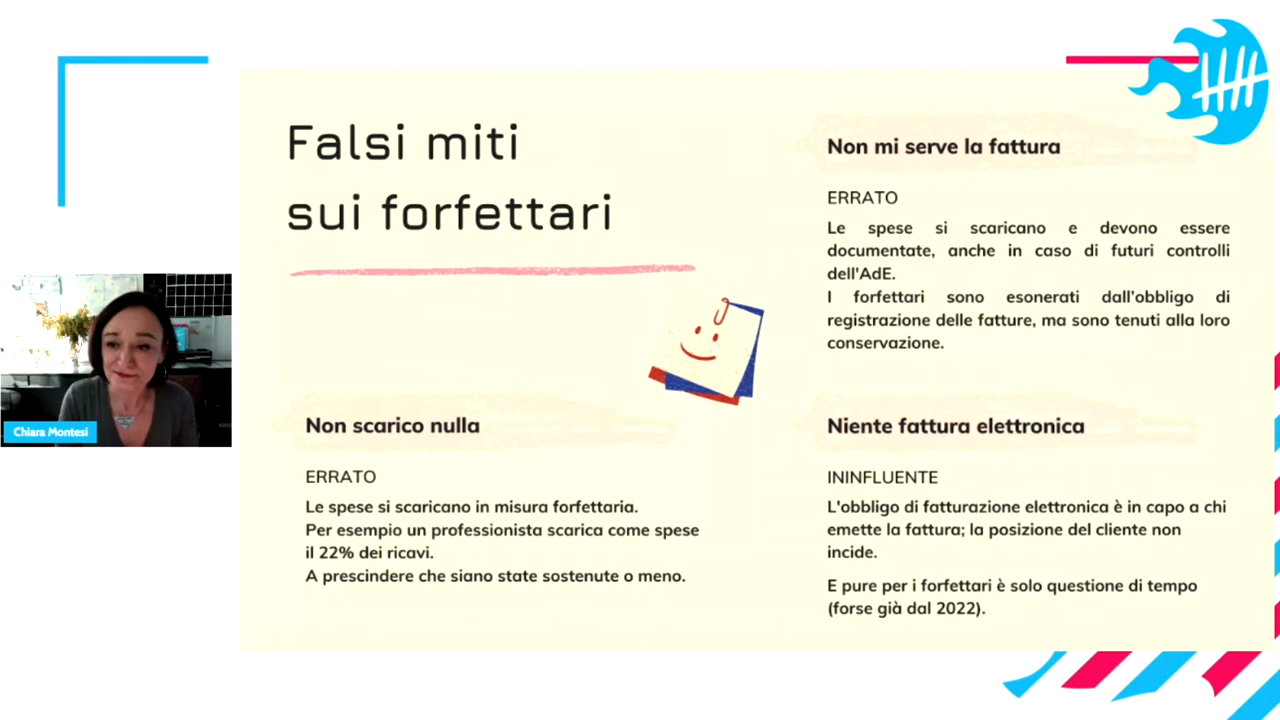 Falsi miti
sui forfettari
Non mi serve la fattura
ERRATO
Le spese si scaricano e devono essere
documentate, anche in caso di futuri controlli
dell'AdE.
I forfettari sono esonerati dall'obbligo di
registrazione delle fatture, ma sono tenuti alla loro
conservazione.
Non scarico nulla
ERRATO
Le spese si scaricano in misura forfettaria.
Per esempio un professionista scarica come spese
il 22% dei ricavi.
A prescindere che siano state sostenute o meno.
Niente fattura elettronica
ININFLUENTE
L'obbligo di fatturazione elettronica è in capo a chi
emette la fattura; la posizione del cliente non
incide.
E pure per i forfettari è solo questione di tempo
(forse già dal 2022).
Chiara Montesi